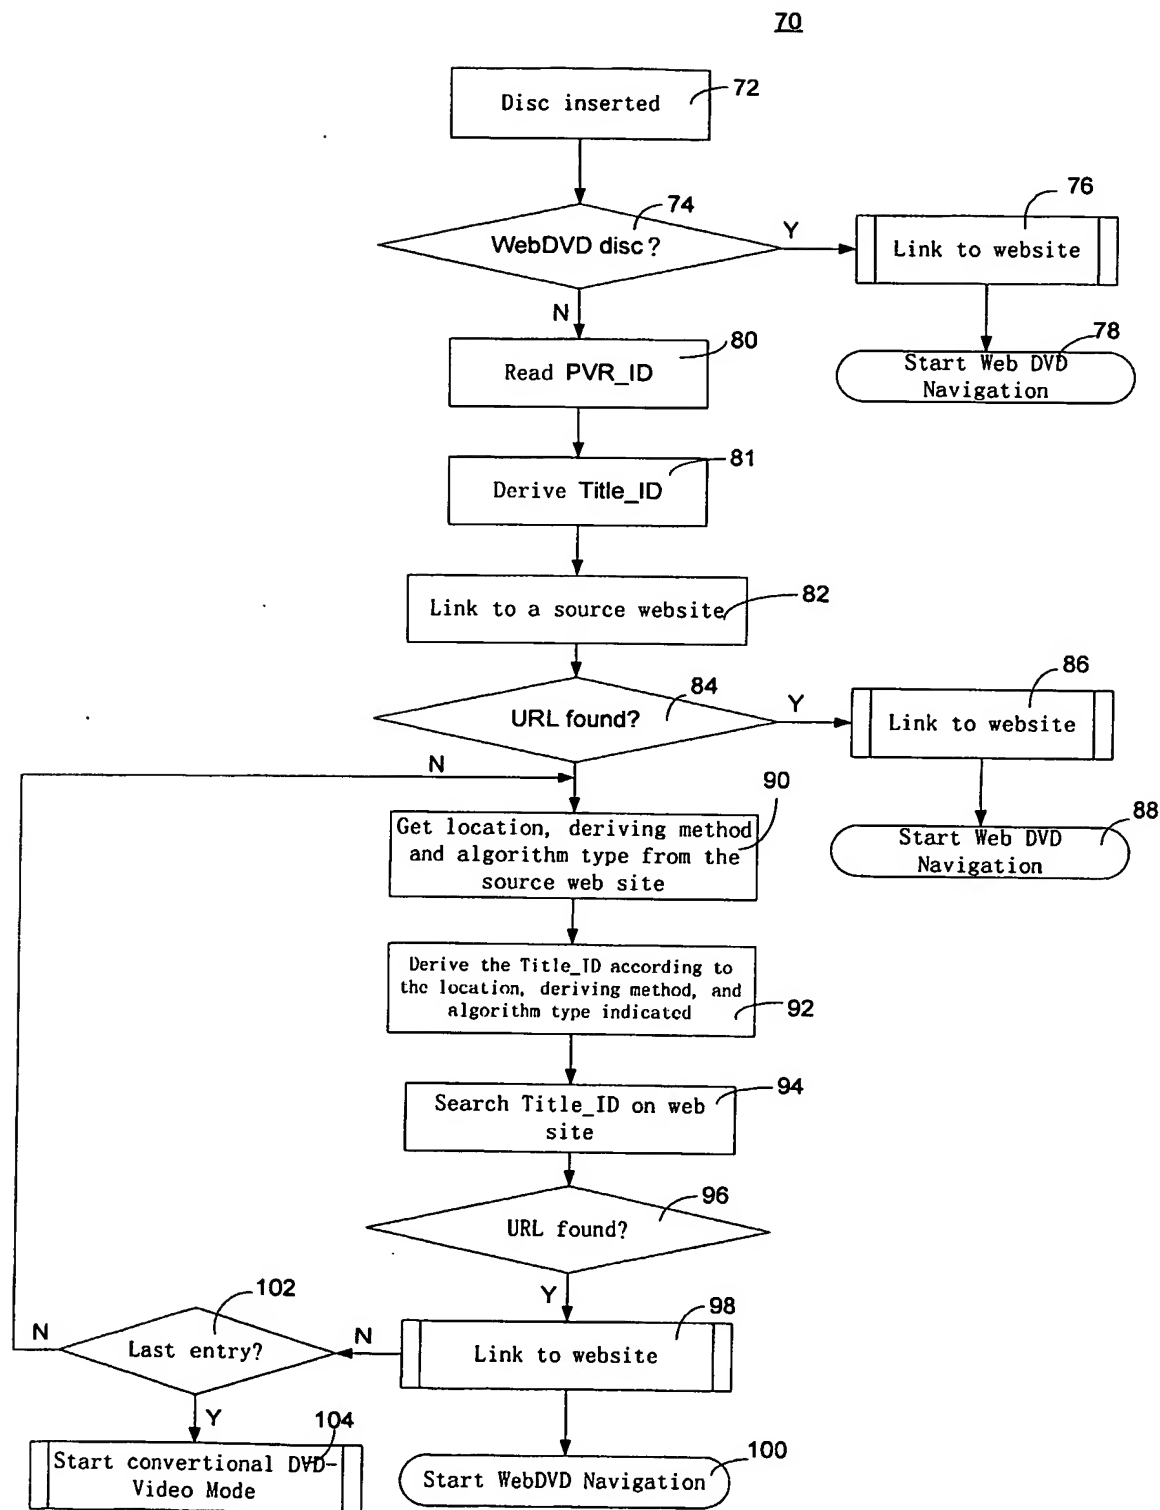 70
Disc inserted
72
WebDVD disc?
74
Y
Link to website
76
N
Start Web DVD
Navigation
78
Read PVR_ID
80
Derive Title_ID
81
Link to a source website
82
URL found?
84
Y
Link to website
86
N
Start Web DVD
Navigation
88
Get location, deriving method
and algorithm type from the
source web site
90
Derive the Title_ID according to
the location, deriving method, and
algorithm type indicated
92
Search Title_ID on web
site
94
URL found?
96
Y
Link to website
98
N
Last entry?
102
N
Y
Start convertional DVD-
Video Mode
104
Start WebDVD Navigation
100